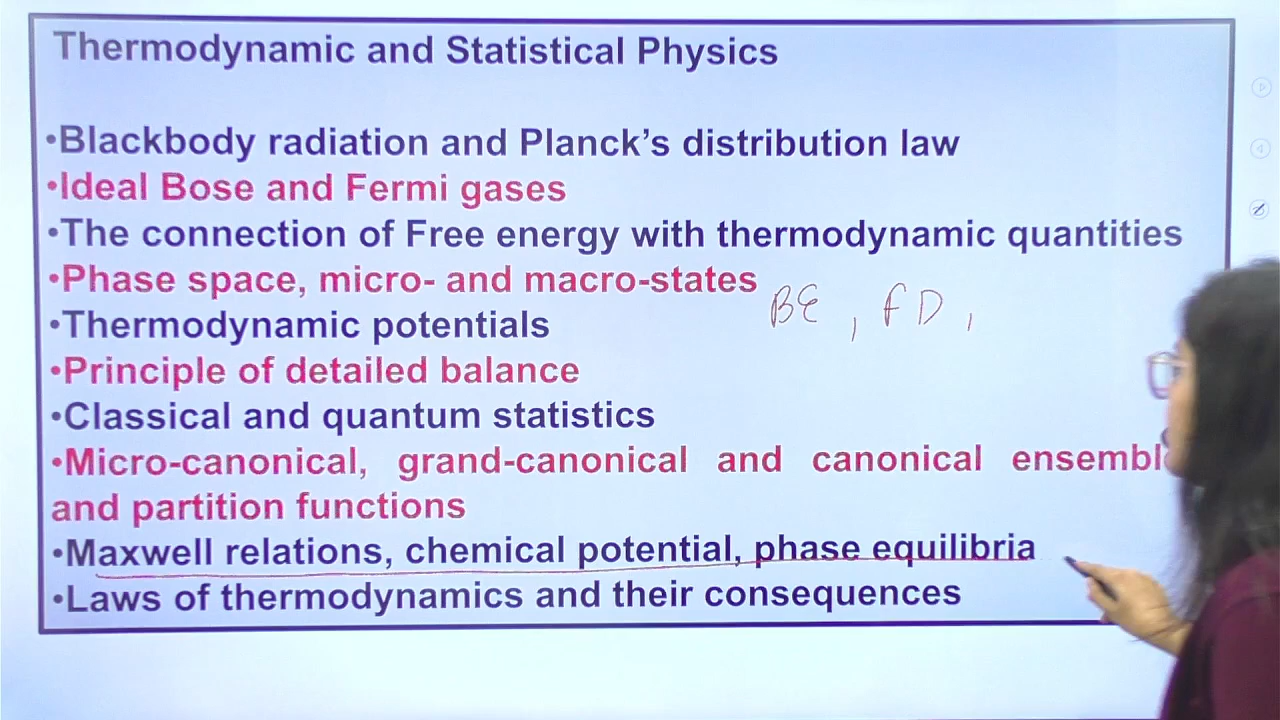 Thermodynamic and Statistical Physics
•Blackbody radiation and Planck's distribution law
•Ideal Bose and Fermi gases
•The connection of Free energy with thermodynamic quantities
•Phase space, micro- and macro-states
BE, FD,
•Thermodynamic potentials
•Principle of detailed balance
•Classical and quantum statistics
•Micro-canonical, grand-canonical and canonical ensembl
and partition functions
•Maxwell relations, chemical potential, phase equilibria
•Laws of thermodynamics and their consequences